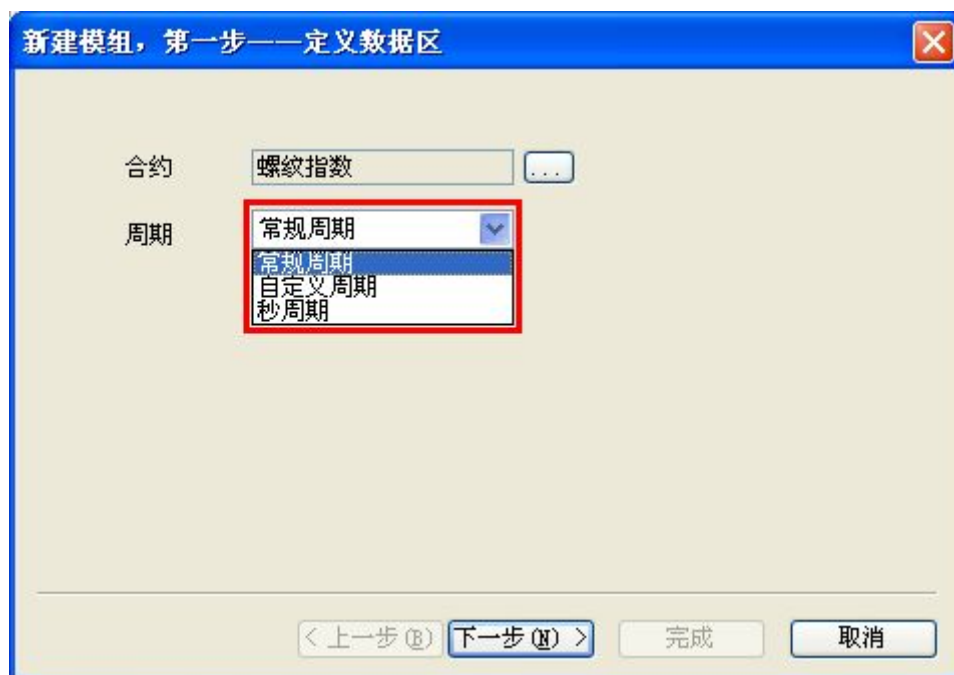 新建模组，第一步——定义数据区
合约 螺纹指数 ...
周期 常规周期
常规周期
自定义周期
秒周期
< 上一步(B) 下一步(N) > 完成 取消